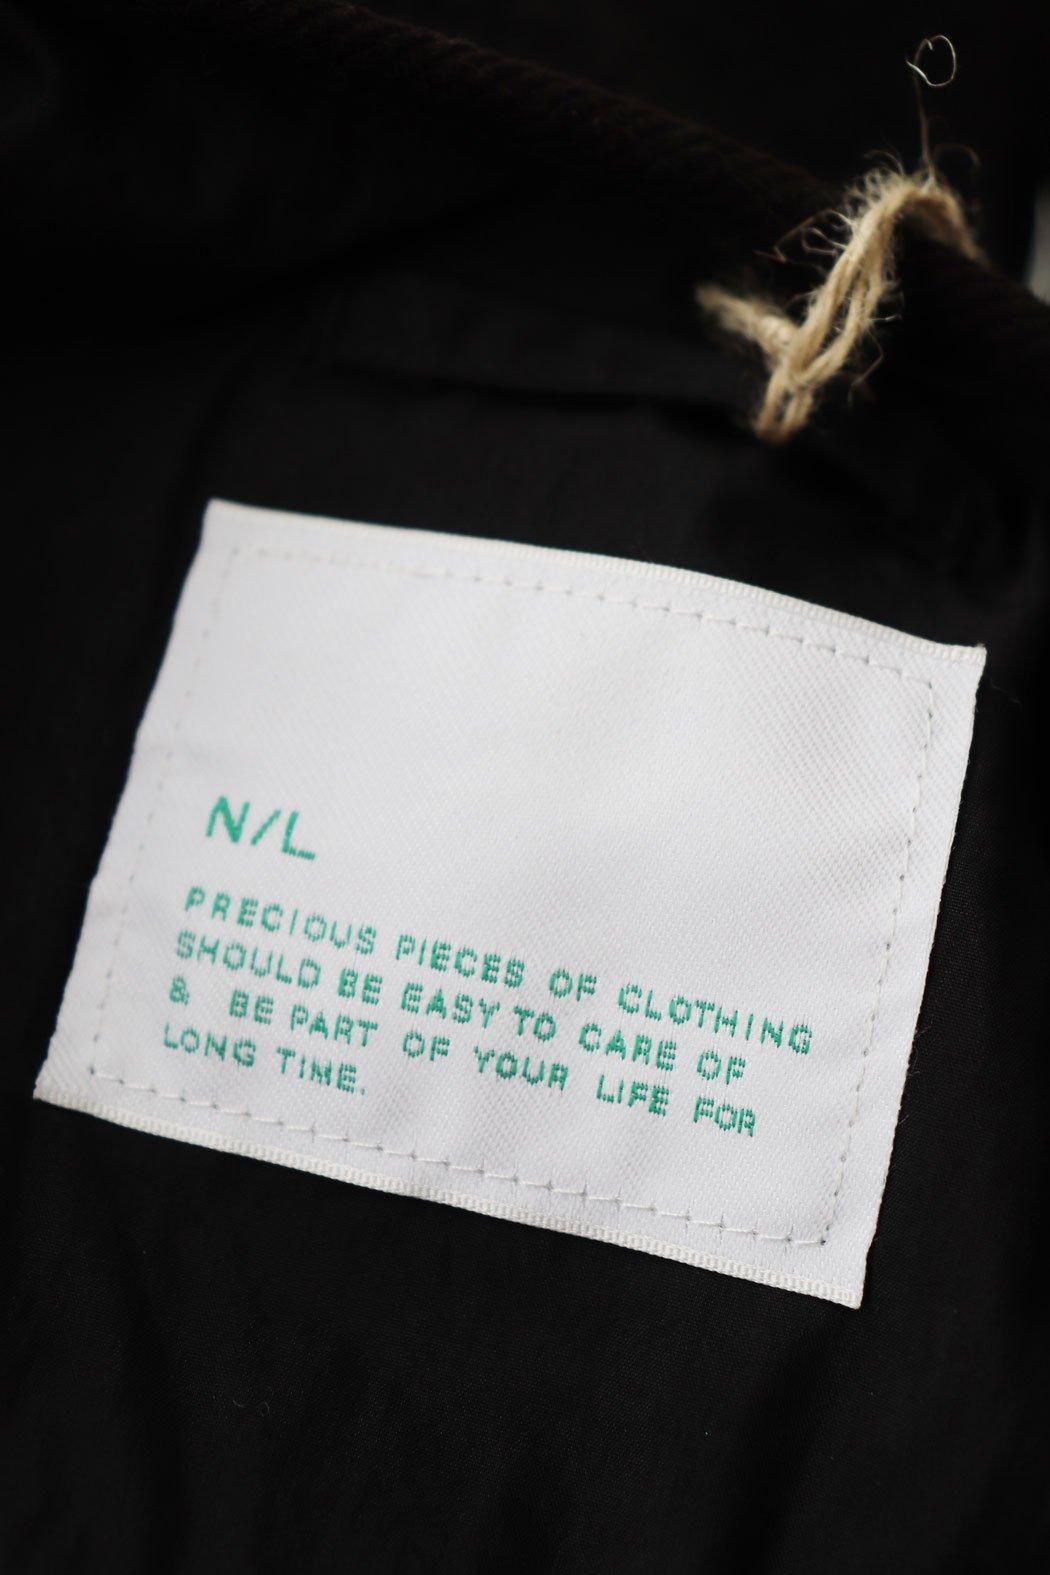 N/L
PRECIOUS PIECES OF CLOTHING
SHOULD BE EASY TO CARE OF
& BE PART OF YOUR LIFE FOR
LONG TIME.